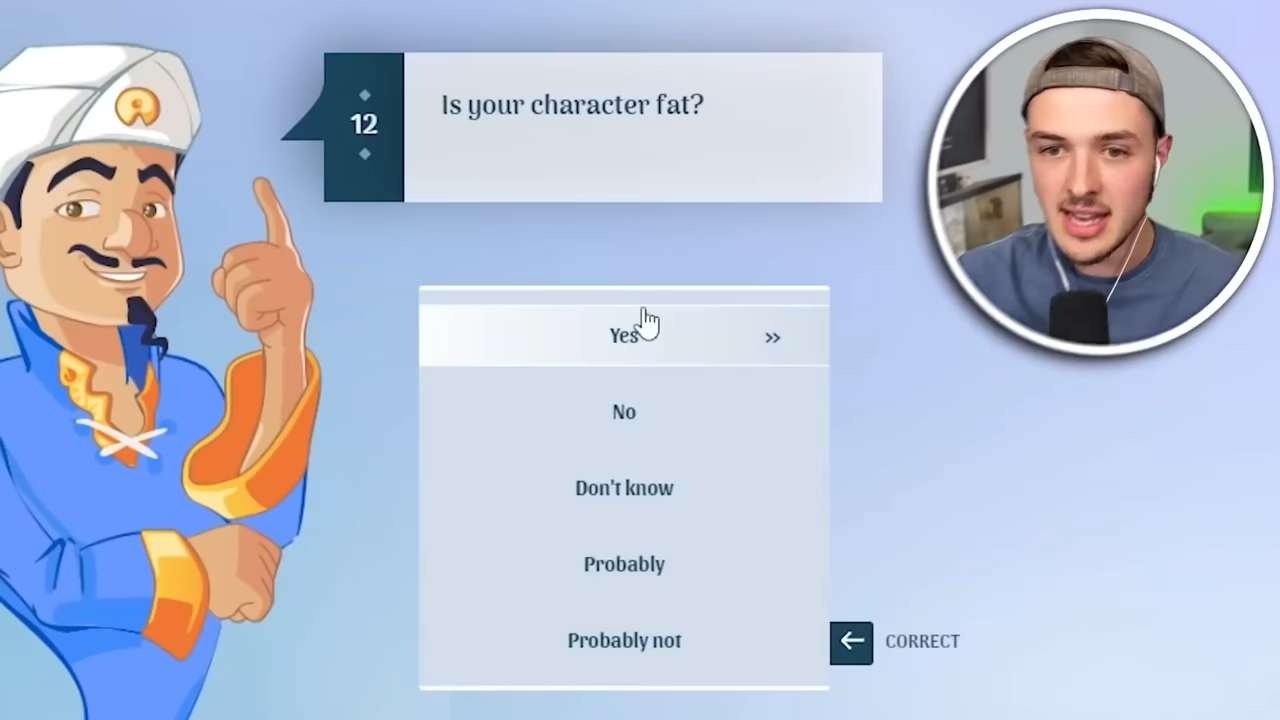 12
Is your character fat?
Yes
No
Don't know
Probably
Probably not
CORRECT